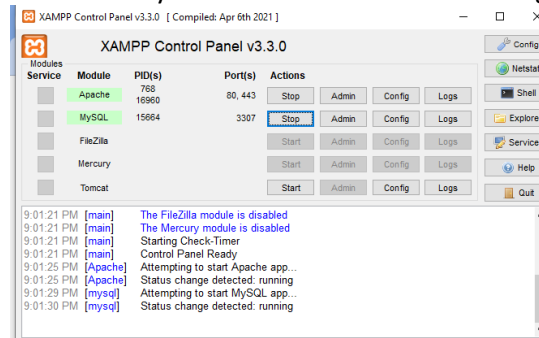 XAMPP Control Panel v3.3.0 [ Compiled: Apr 6th 2021 ]
XAMPP Control Panel v3.3.0
Config
Modules
Service Module PID(s) Port(s) Actions
Netstat
Apache 768 16960 80, 443 Stop Admin Config Logs
Shell
MySQL 15664 3307 Stop Admin Config Logs
Explore
FileZilla Start Admin Config Logs
Service
Mercury Start Admin Config Logs
Help
Tomcat Start Admin Config Logs
Quit
9:01:21 PM [main] The FileZilla module is disabled
9:01:21 PM [main] The Mercury module is disabled
9:01:21 PM [main] Starting Check-Timer
9:01:21 PM [main] Control Panel Ready
9:01:25 PM [Apache] Attempting to start Apache app...
9:01:25 PM [Apache] Status change detected: running
9:01:29 PM [mysql] Attempting to start MySQL app...
9:01:30 PM [mysql] Status change detected: running